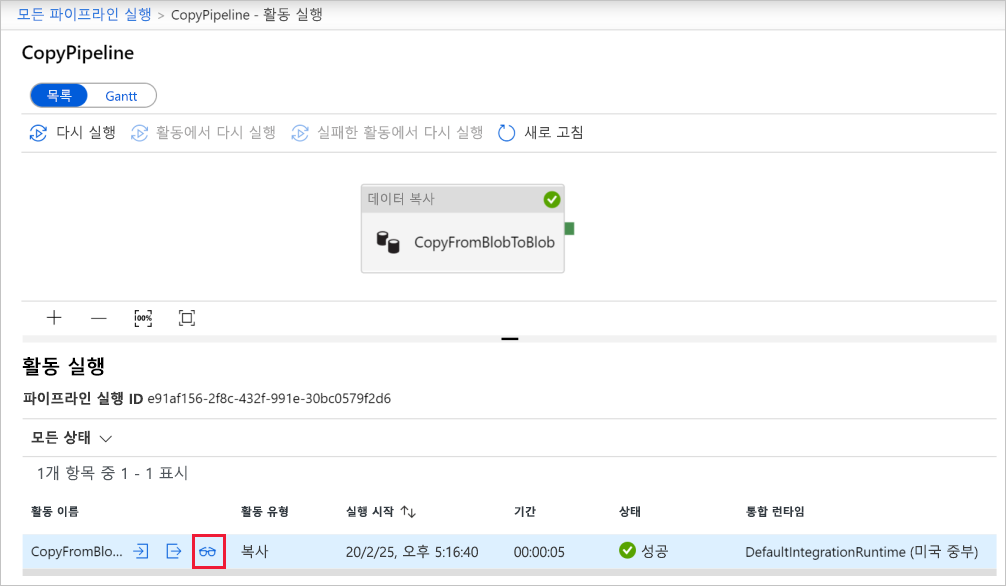 모든 파이프라인 실행 > CopyPipeline - 활동 실행
CopyPipeline
목록 Gantt
다시 실행 활동에서 다시 실행 실패한 활동에서 다시 실행 새로 고침
데이터 복사
CopyFromBlobToBlob
100%
활동 실행
파이프라인 실행 ID e91af156-2f8c-432f-991e-30bc0579f2d6
모든 상태
1개 항목 중 1 - 1 표시
활동 이름 활동 유형 실행 시작 기간 상태 통합 런타임
CopyFromBlo... 복사 20/2/25, 오후 5:16:40 00:00:05 성공 DefaultIntegrationRuntime (미국 중부)